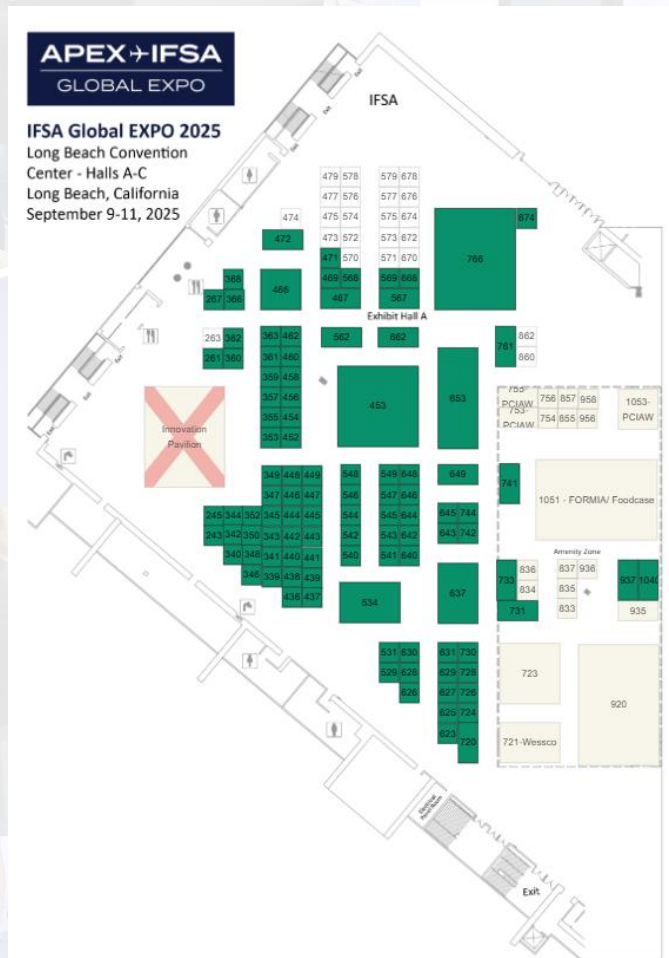 APEX✈IFSA
GLOBAL EXPO
IFSA Global EXPO 2025
Long Beach Convention
Center - Halls A-C
Long Beach, California
September 9-11, 2025
IFSA
Exit
Exit
Exit
479 578 579 678
477 576 577 676
474 475 574 575 674 674
472 473 572 573 672
471 570 571 670
766
368 466 469 568 569 668
267 366 467 567
Exhibit Hall A
263 362 363 462 562 662 761 862
261 360 361 460 860
359 458 453 653
357 456
355 454
353 452
Innovation
Pavilion
753- 756 857 958 1053-
PCIAW PCIAW
754 855 956
349 448 449 548 549 648 649
347 446 447 546 547 646 741
1051 - FORMIA/ Foodcase
245 344 352 345 444 445 544 545 644 645 744
243 342 350 343 442 443 542 543 642 643 742
340 348 341 440 441 540 541 640
Amenity Zone
346 339 438 439 733 836 837 936 937 1040
436 437 534 637 834 835
731 833 935
531 630 631 730
529 628 629 728 723
626 627 726 920
625 724
623 720 721-Wessco
Electrical
Panel Room
Exit